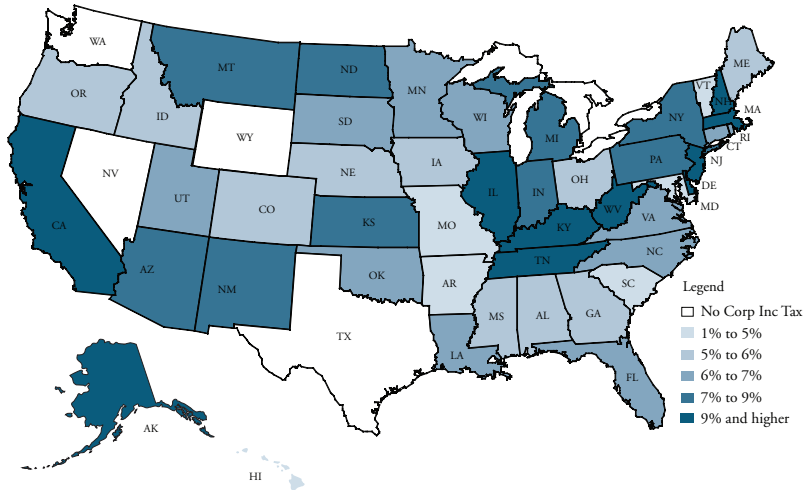 WA
MT
ND
MN
ME
VT
NH
OR
ID
SD
WI
NY
MA
WY
MI
RI
CT
NV
NE
IA
PA
NJ
UT
CO
IL
IN
OH
DE
MD
CA
KS
MO
KY
WV
VA
AZ
NM
OK
AR
TN
NC
SC
TX
LA
MS
AL
GA
FL
AK
HI
Legend
No Corp Inc Tax
1% to 5%
5% to 6%
6% to 7%
7% to 9%
9% and higher